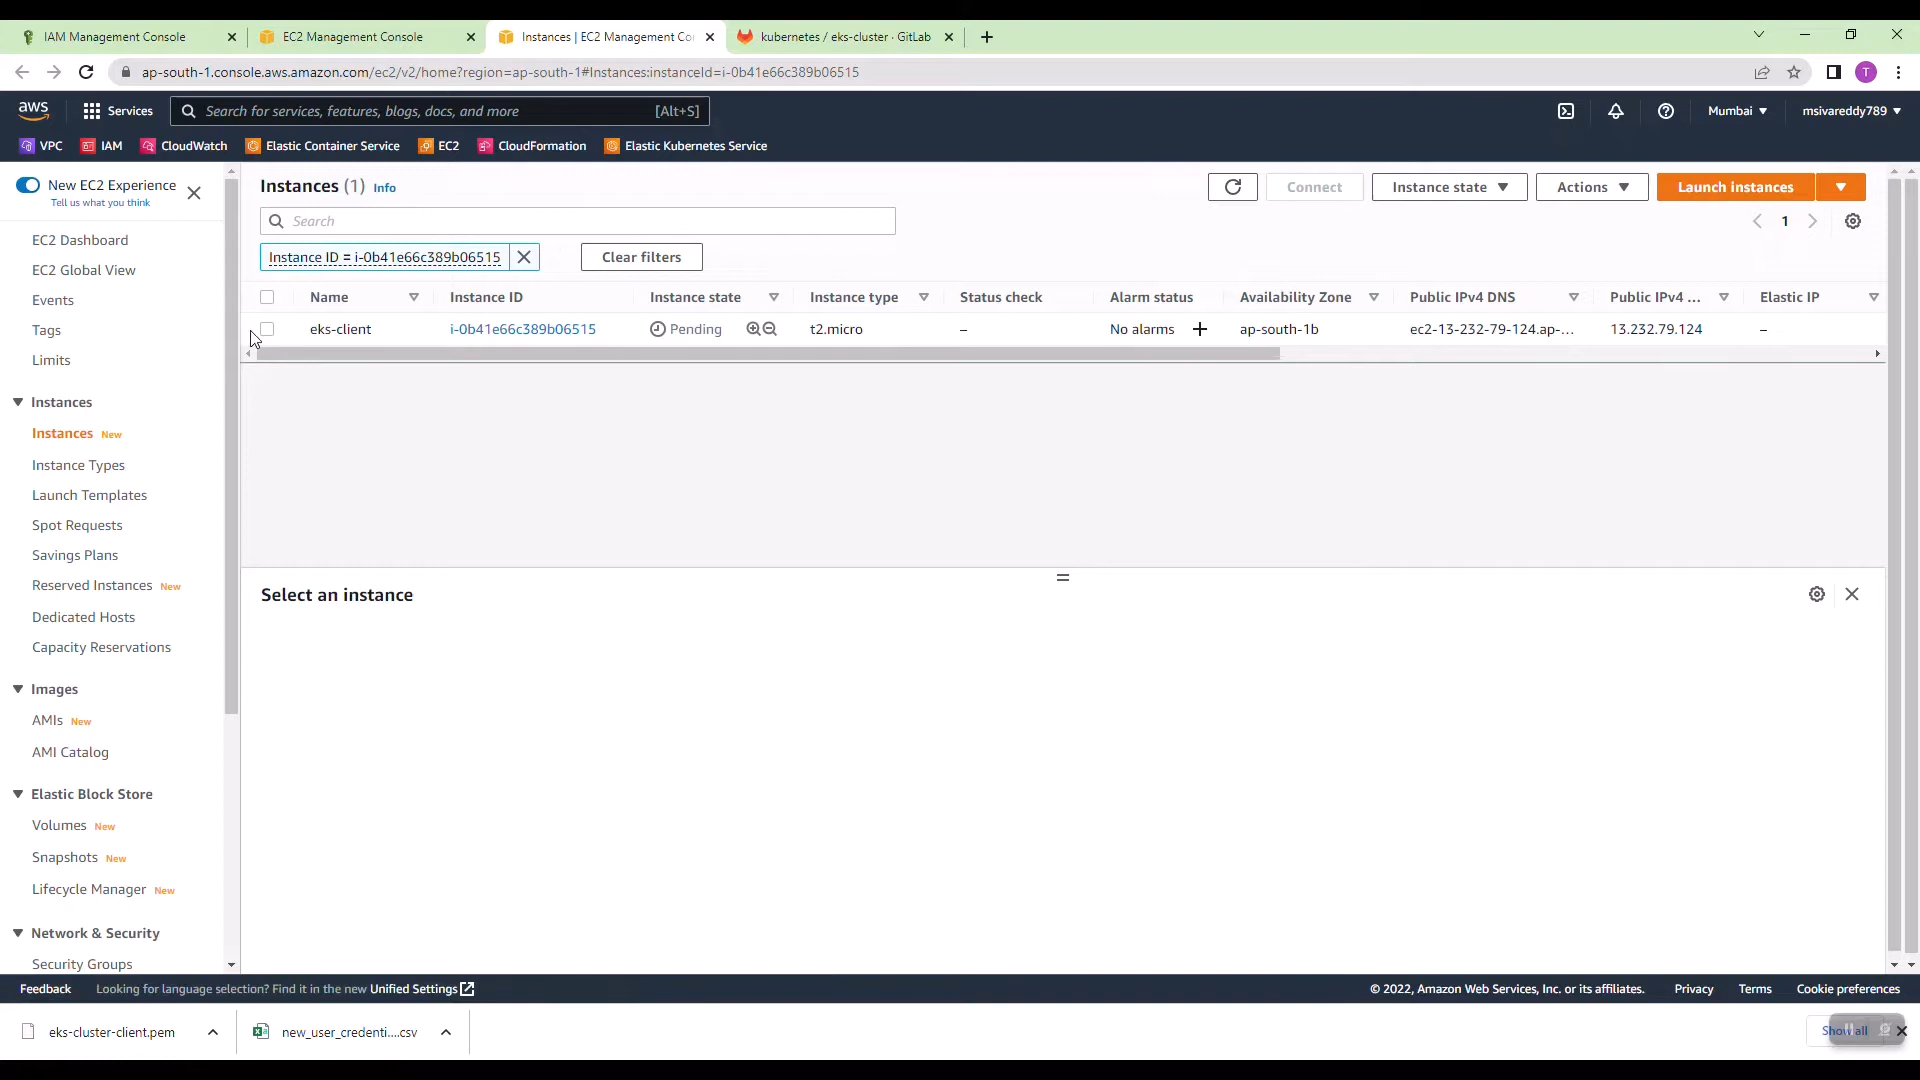 IAM Management Console
EC2 Management Console
Instances | EC2 Management Co
kubernetes / eks-cluster · GitLab
ap-south-1.console.aws.amazon.com/ec2/v2/home?region=ap-south-1#Instances:instanceId=i-0b41e66c389b06515
T
aws
Services
Search for services, features, blogs, docs, and more
[Alt+S]
Mumbai
msivareddy789
VPC
IAM
CloudWatch
Elastic Container Service
EC2
CloudFormation
Elastic Kubernetes Service
New EC2 Experience
Tell us what you think
EC2 Dashboard
EC2 Global View
Events
Tags
Limits
Instances
Instances New
Instance Types
Launch Templates
Spot Requests
Savings Plans
Reserved Instances New
Dedicated Hosts
Capacity Reservations
Images
AMIs New
AMI Catalog
Elastic Block Store
Volumes New
Snapshots New
Lifecycle Manager New
Network & Security
Security Groups
Instances (1) Info
Connect
Instance state
Actions
Launch instances
Search
1
Instance ID = i-0b41e66c389b06515
Clear filters
Name
Instance ID
Instance state
Instance type
Status check
Alarm status
Availability Zone
Public IPv4 DNS
Public IPv4 ...
Elastic IP
eks-client
i-0b41e66c389b06515
Pending
t2.micro
–
No alarms
ap-south-1b
ec2-13-232-79-124.ap-...
13.232.79.124
–
Select an instance
Feedback
Looking for language selection? Find it in the new Unified Settings
© 2022, Amazon Web Services, Inc. or its affiliates.
Privacy
Terms
Cookie preferences
eks-cluster-client.pem
new_user_credenti....csv
Show all